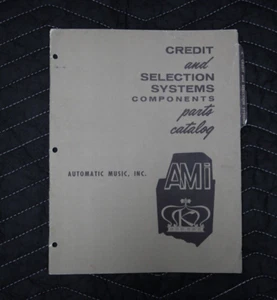 CREDIT
and
SELECTION
SYSTEMS
COMPONENTS
parts
catalog
AUTOMATIC MUSIC, INC.
AMi
R